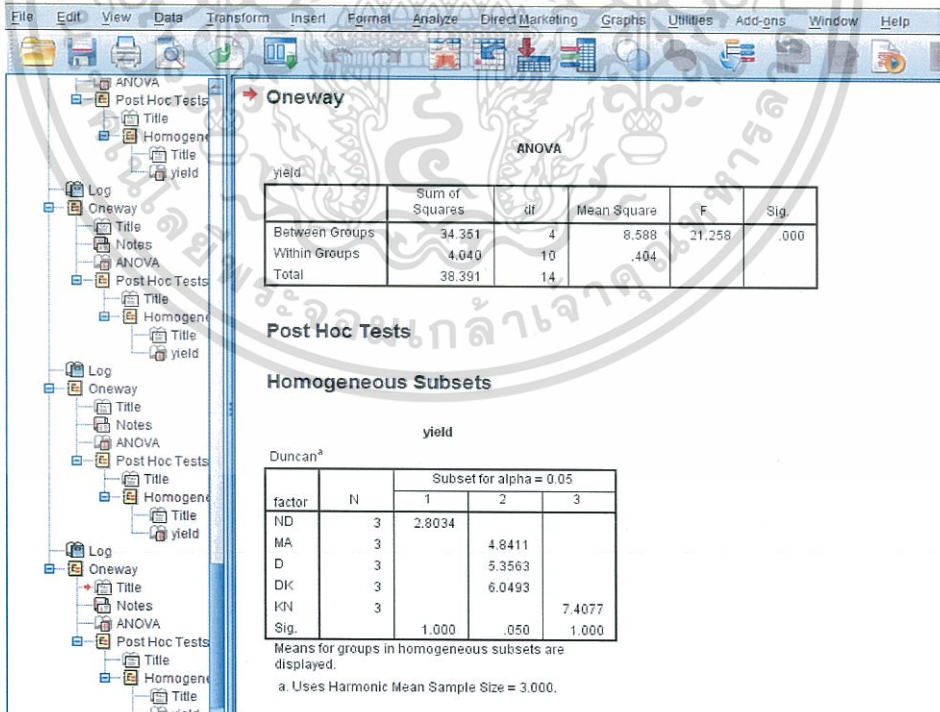 File Edit View Data Transform Insert Format Analyze Direct Marketing Graphs Utilities Add-ons Window Help
ANOVA
Post Hoc Tests
Title
Homogene
Title
yield
Log
Oneway
Title
Notes
ANOVA
Post Hoc Tests
Title
Homogene
Title
yield
Log
Oneway
Title
Notes
ANOVA
Post Hoc Tests
Title
Homogene
Title
yield
Log
Oneway
Title
Notes
ANOVA
Post Hoc Tests
Title
Homogene
Title
yield
Oneway
ANOVA
yield
Sum of Squares df Mean Square F Sig.
Between Groups 34.351 4 8.588 21.258 .000
Within Groups 4.040 10 .404
Total 38.391 14
Post Hoc Tests
Homogeneous Subsets
yield
Duncanª
factor N Subset for alpha = 0.05
1 2 3
ND 3 2.8034
MA 3 4.8411
D 3 5.3563
DK 3 6.0493
KN 3 7.4077
Sig. 1.000 .050 1.000
Means for groups in homogeneous subsets are
displayed.
a. Uses Harmonic Mean Sample Size = 3.000.